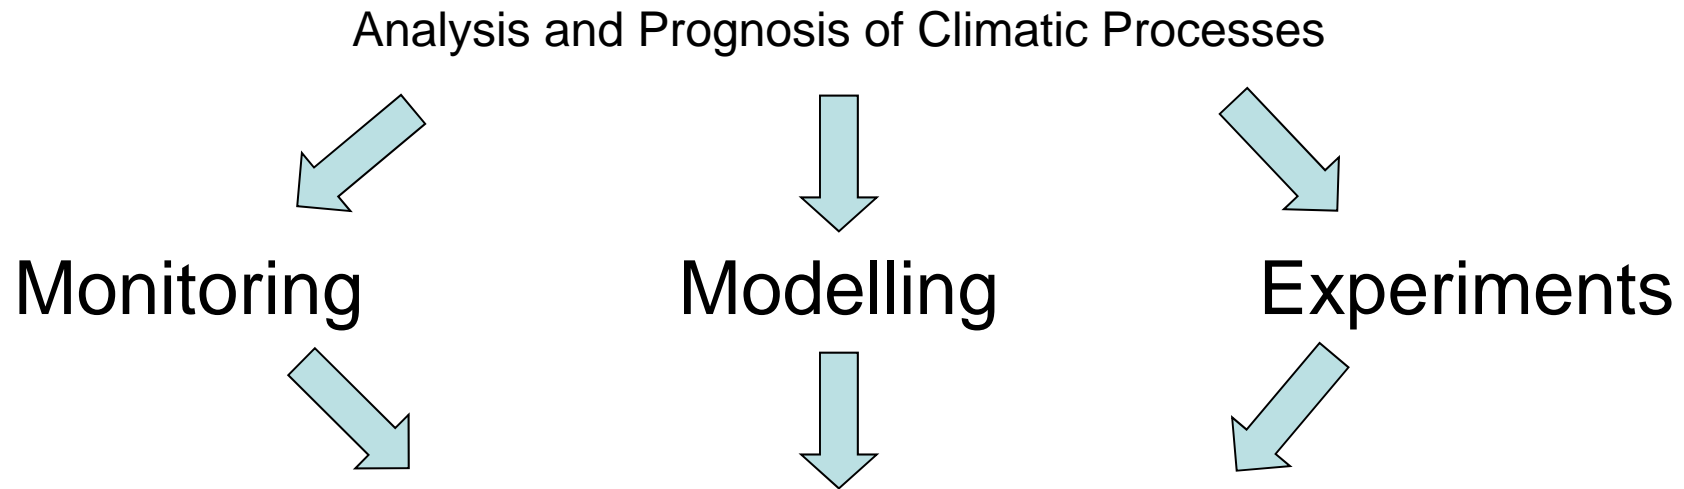 Analysis and Prognosis of Climatic Processes
Monitoring Modelling Experiments